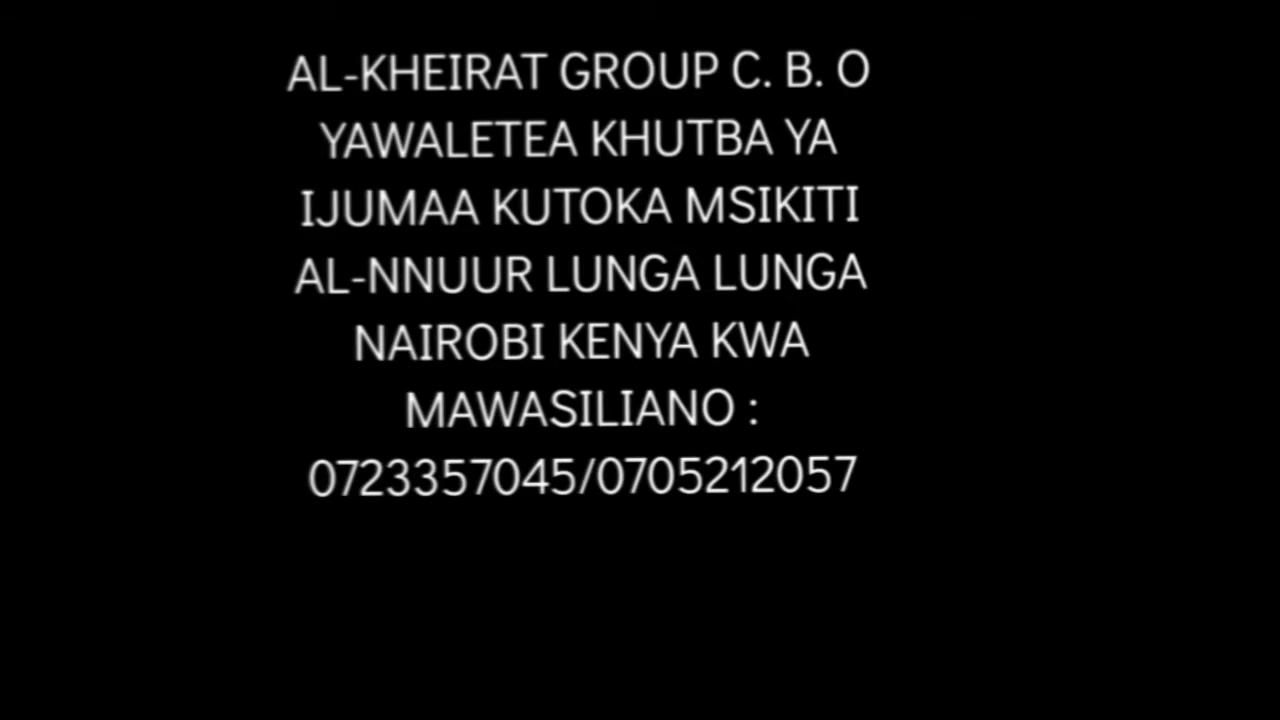 AL-KHEIRAT GROUP C. B. O
YAWALETEA KHUTBA YA
IJUMAA KUTOKA MSIKITI
AL-NNUUR LUNGA LUNGA
NAIROBI KENYA KWA
MAWASILIANO :
0723357045/0705212057